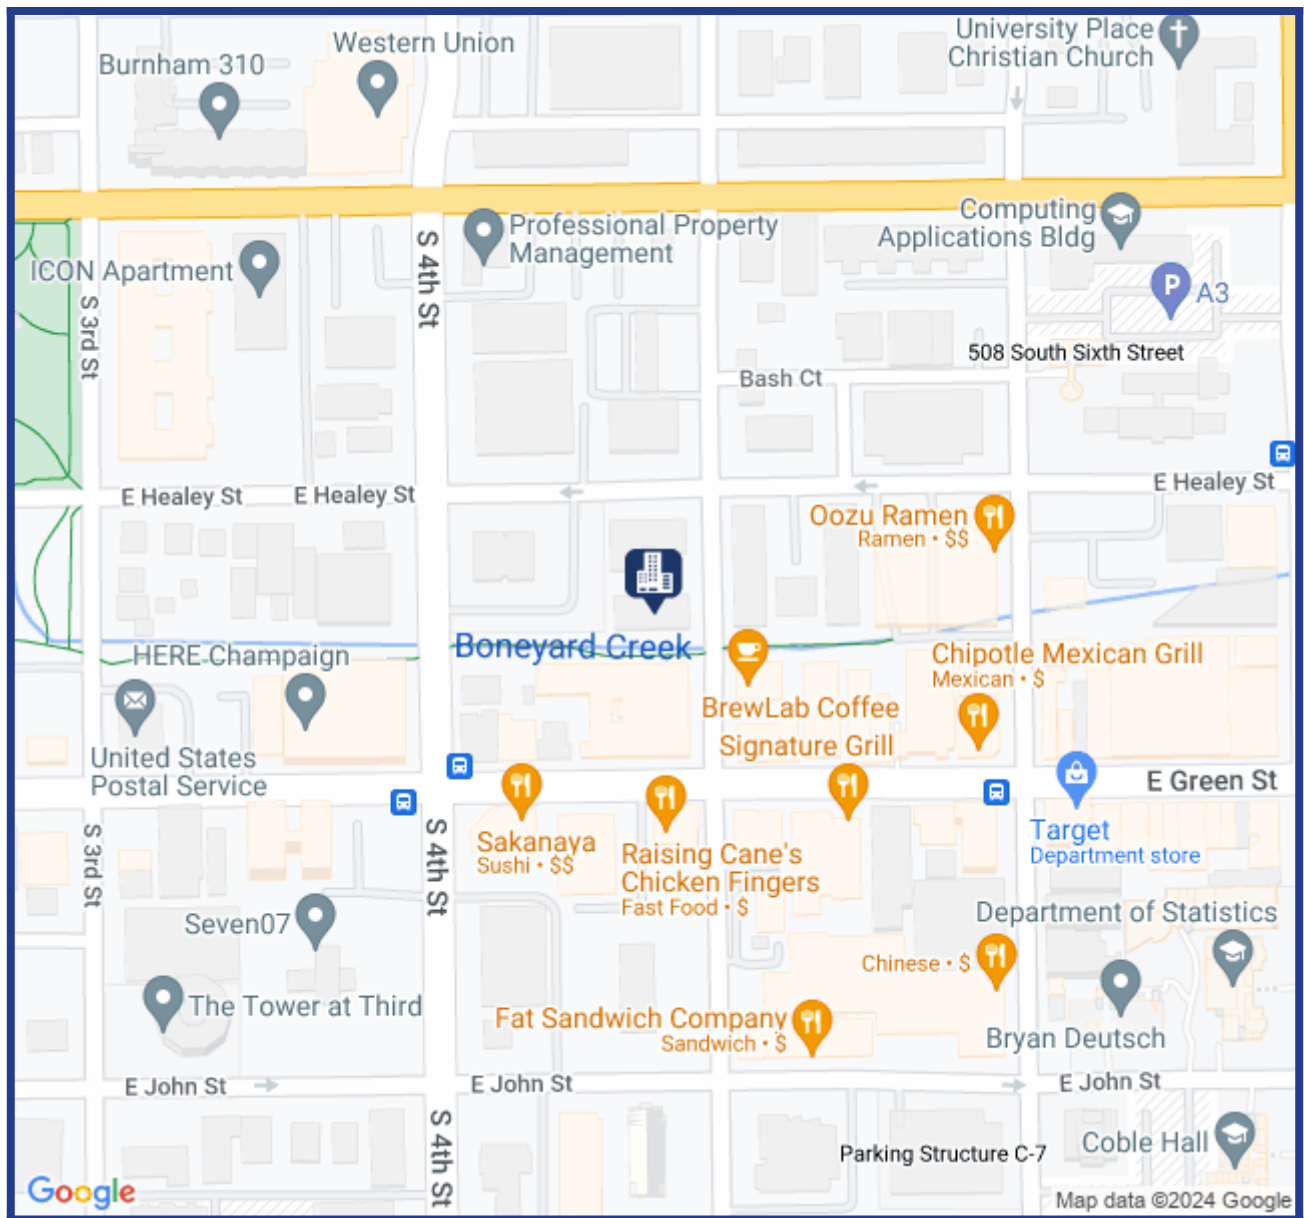 University Place
Christian Church
Western Union
Burnham 310
Computing
Applications Bldg
Professional Property
Management
ICON Apartment
S 4th St
S 3rd St
P
A3
508 South Sixth Street
Bash Ct
E Healey St
E Healey St
E Healey St
Oozu Ramen
Ramen • $$
Boneyard Creek
HERE Champaign
Chipotle Mexican Grill
Mexican • $
BrewLab Coffee
Signature Grill
United States
Postal Service
E Green St
S 3rd St
S 4th St
Sakanaya
Sushi • $$
Raising Cane's
Chicken Fingers
Fast Food • $
Target
Department store
Seven07
Department of Statistics
Chinese • $
The Tower at Third
Fat Sandwich Company
Sandwich • $
Bryan Deutsch
E John St
E John St
E John St
S 4th St
Parking Structure C-7
Coble Hall
Google
Map data ©2024 Google